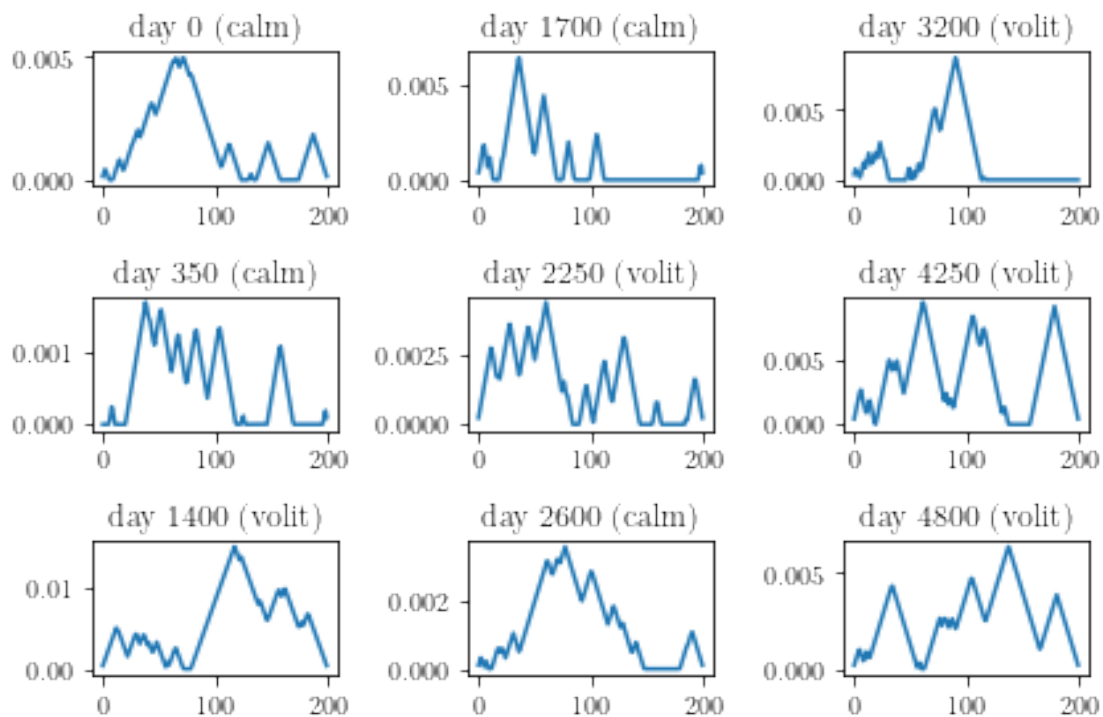 day 0 (calm)
day 1700 (calm)
day 3200 (volit)
0.005
0.000
0 100 200
0.005
0.000
0 100 200
0.005
0.000
0 100 200
day 350 (calm)
day 2250 (volit)
day 4250 (volit)
0.001
0.000
0 100 200
0.0025
0.0000
0 100 200
0.005
0.000
0 100 200
day 1400 (volit)
day 2600 (calm)
day 4800 (volit)
0.01
0.00
0 100 200
0.002
0.000
0 100 200
0.005
0.000
0 100 200